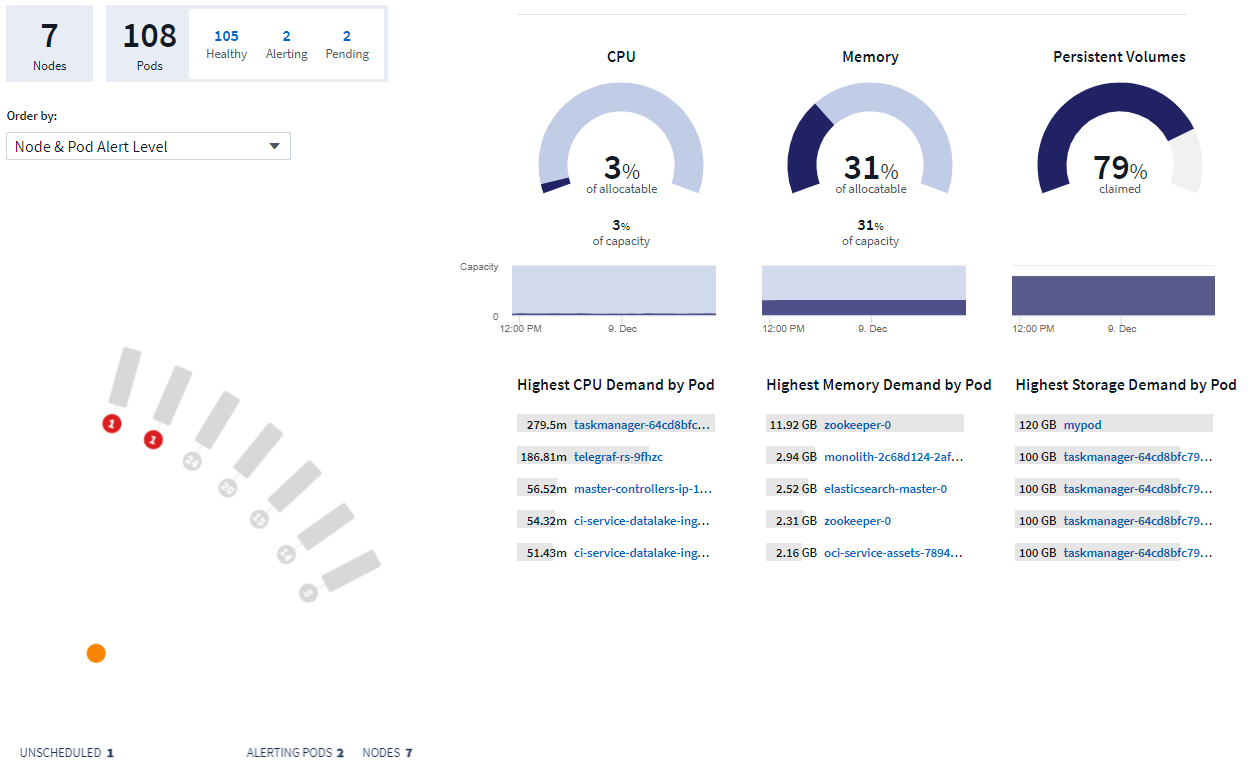 7
Nodes
108
Pods
105
Healthy
2
Alerting
2
Pending
Order by:
Node & Pod Alert Level
1
1
24
20
15
14
5
UNSCHEDULED 1
ALERTING PODS 2
NODES 7
CPU
3%
of allocatable
3%
of capacity
Capacity
0
12:00 PM
9. Dec
Memory
31%
of allocatable
31%
of capacity
12:00 PM
9. Dec
Persistent Volumes
79%
claimed
12:00 PM
9. Dec
Highest CPU Demand by Pod
279.5m taskmanager-64cd8bfc...
186.81m telegraf-rs-9fhzc
56.52m master-controllers-ip-1...
54.32m ci-service-datalake-ing...
51.43m ci-service-datalake-ing...
Highest Memory Demand by Pod
11.92 GB zookeeper-0
2.94 GB monolith-2c68d124-2af...
2.52 GB elasticsearch-master-0
2.31 GB zookeeper-0
2.16 GB oci-service-assets-7894...
Highest Storage Demand by Pod
120 GB mypod
100 GB taskmanager-64cd8bfc79...
100 GB taskmanager-64cd8bfc79...
100 GB taskmanager-64cd8bfc79...
100 GB taskmanager-64cd8bfc79...